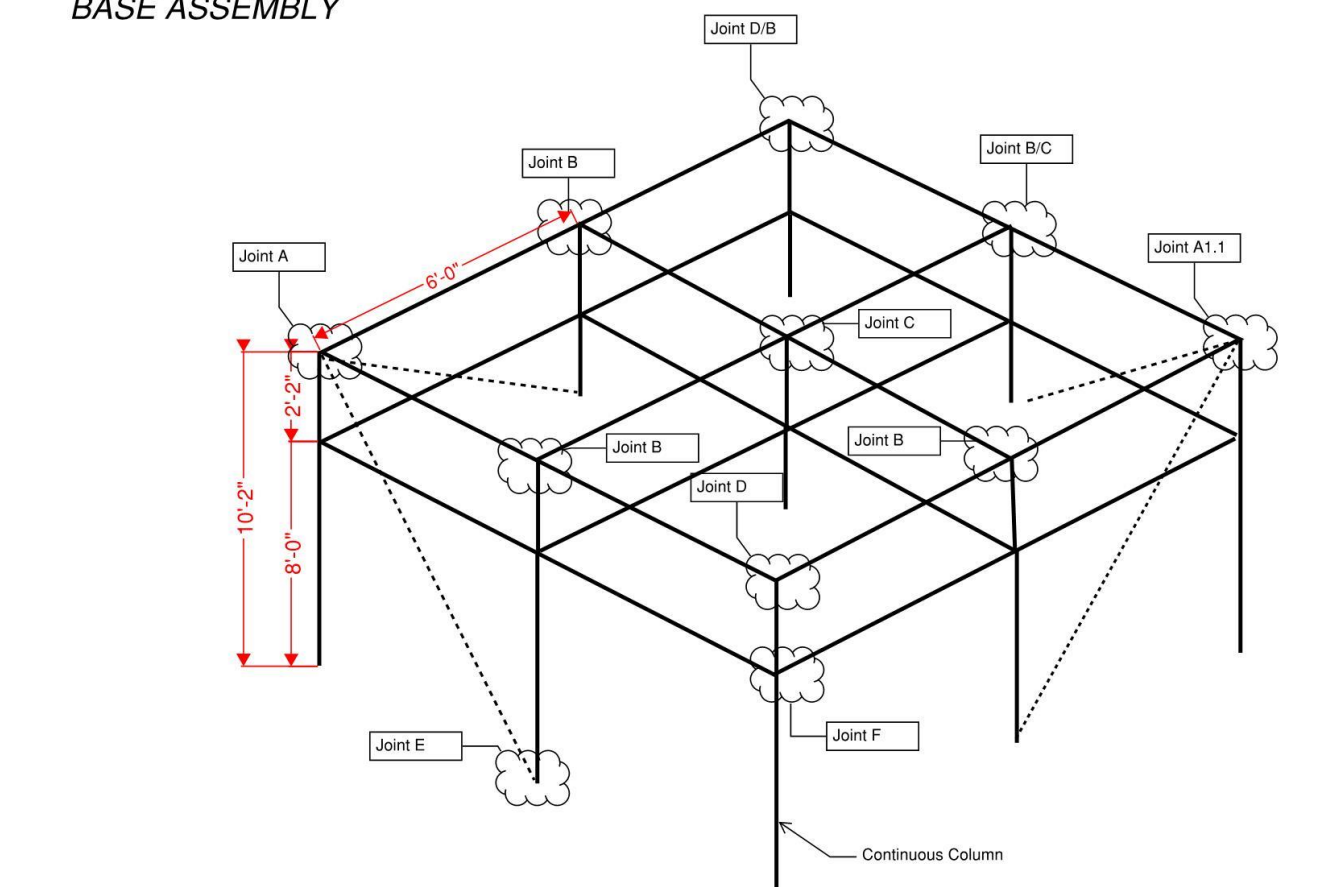 BASE ASSEMBLY
Joint D/B
Joint B
Joint B/C
Joint A
Joint A1.1
6'-0"
Joint C
2'-2"
Joint B
Joint B
Joint D
10'-2"
8'-0"
Joint E
Joint F
Continuous Column